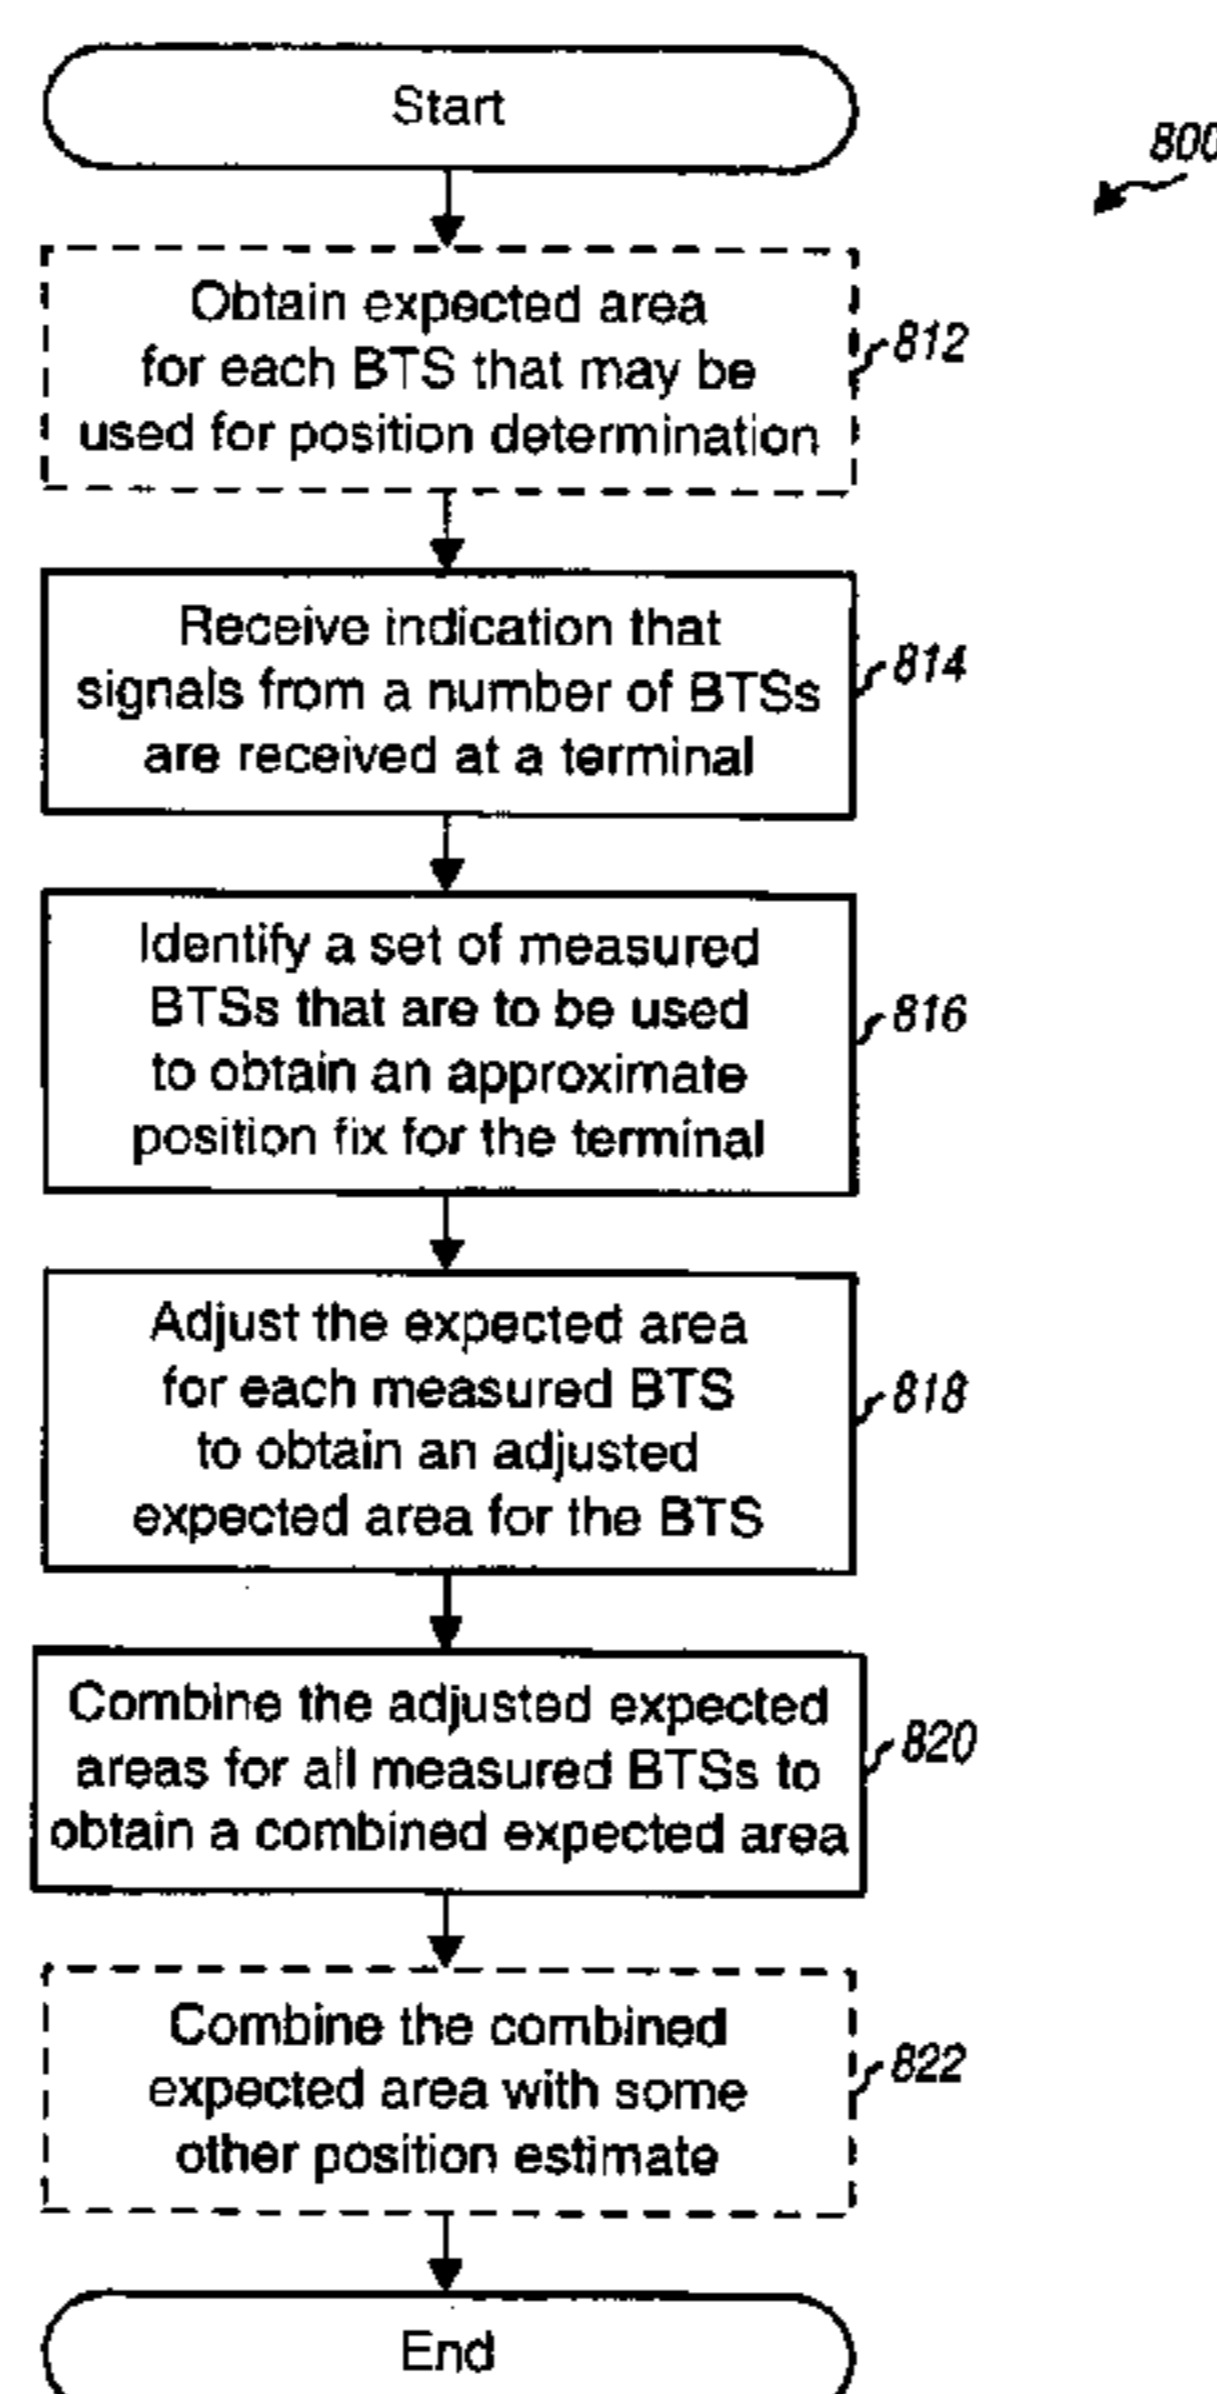 Start
800
Obtain expected area
for each BTS that may be
used for position determination
812
Receive indication that
signals from a number of BTSs
are received at a terminal
814
Identify a set of measured
BTSs that are to be used
to obtain an approximate
position fix for the terminal
816
Adjust the expected area
for each measured BTS
to obtain an adjusted
expected area for the BTS
818
Combine the adjusted expected
areas for all measured BTSs to
obtain a combined expected area
820
Combine the combined
expected area with some
other position estimate
822
End